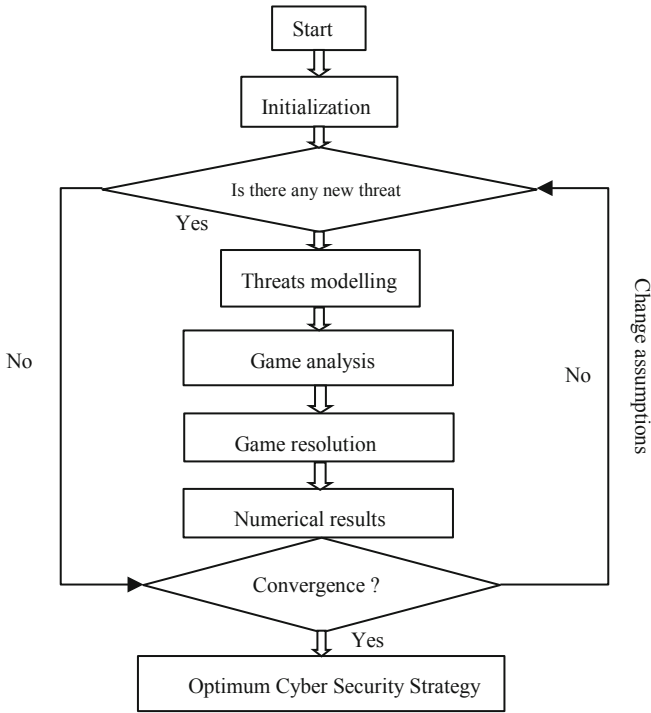 Start
Initialization
Is there any new threat
Yes
Threats modelling
Game analysis
No
No
Change assumptions
Game resolution
Numerical results
Convergence ?
Yes
Optimum Cyber Security Strategy